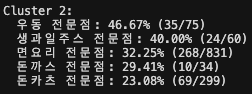 Cluster 2:
우동 전문점: 46.67% (35/75)
생과일주스 전문점: 40.00% (24/60)
면요리 전문점: 32.25% (268/831)
돈까스 전문점: 29.41% (10/34)
돈카츠 전문점: 23.08% (69/299)